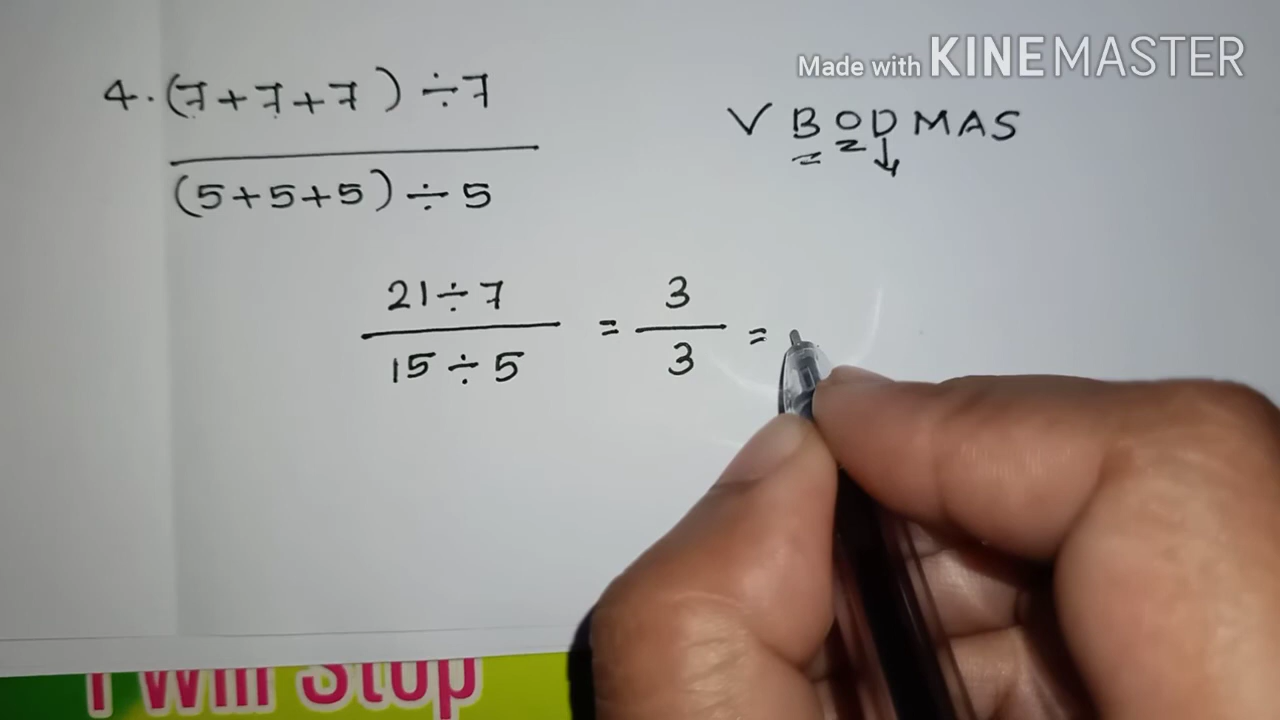 Made with KINEMASTER
4. (7+7+7) ÷7
(5+5+5) ÷ 5
V BODMAS
21÷7 = 3 =
15÷5 3
I Will Stop